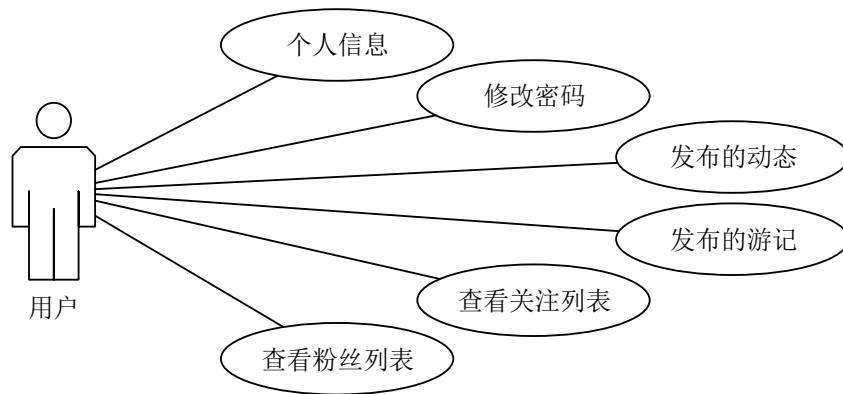 个人信息
修改密码
发布的动态
发布的游记
查看关注列表
查看粉丝列表
用户